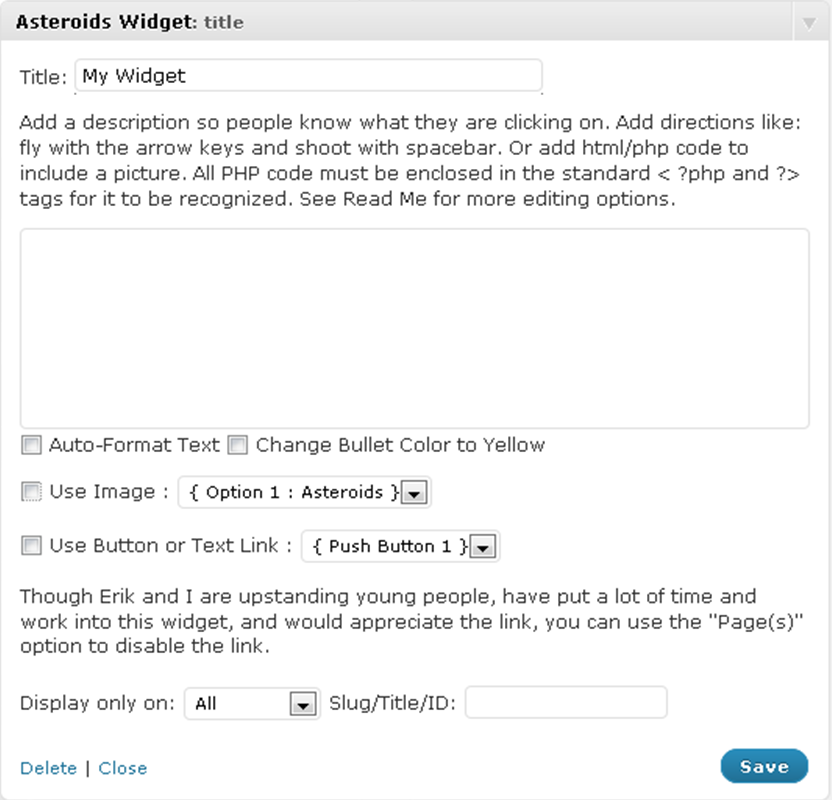 Asteroids Widget: title
Title: My Widget
Add a description so people know what they are clicking on. Add directions like:
fly with the arrow keys and shoot with spacebar. Or add html/php code to
include a picture. All PHP code must be enclosed in the standard < ?php and ?>
tags for it to be recognized. See Read Me for more editing options.
Auto-Format Text Change Bullet Color to Yellow
Use Image : { Option 1 : Asteroids }
Use Button or Text Link : { Push Button 1 }
Though Erik and I are upstanding young people, have put a lot of time and
work into this widget, and would appreciate the link, you can use the "Page(s)"
option to disable the link.
Display only on: All Slug/Title/ID:
Delete | Close Save